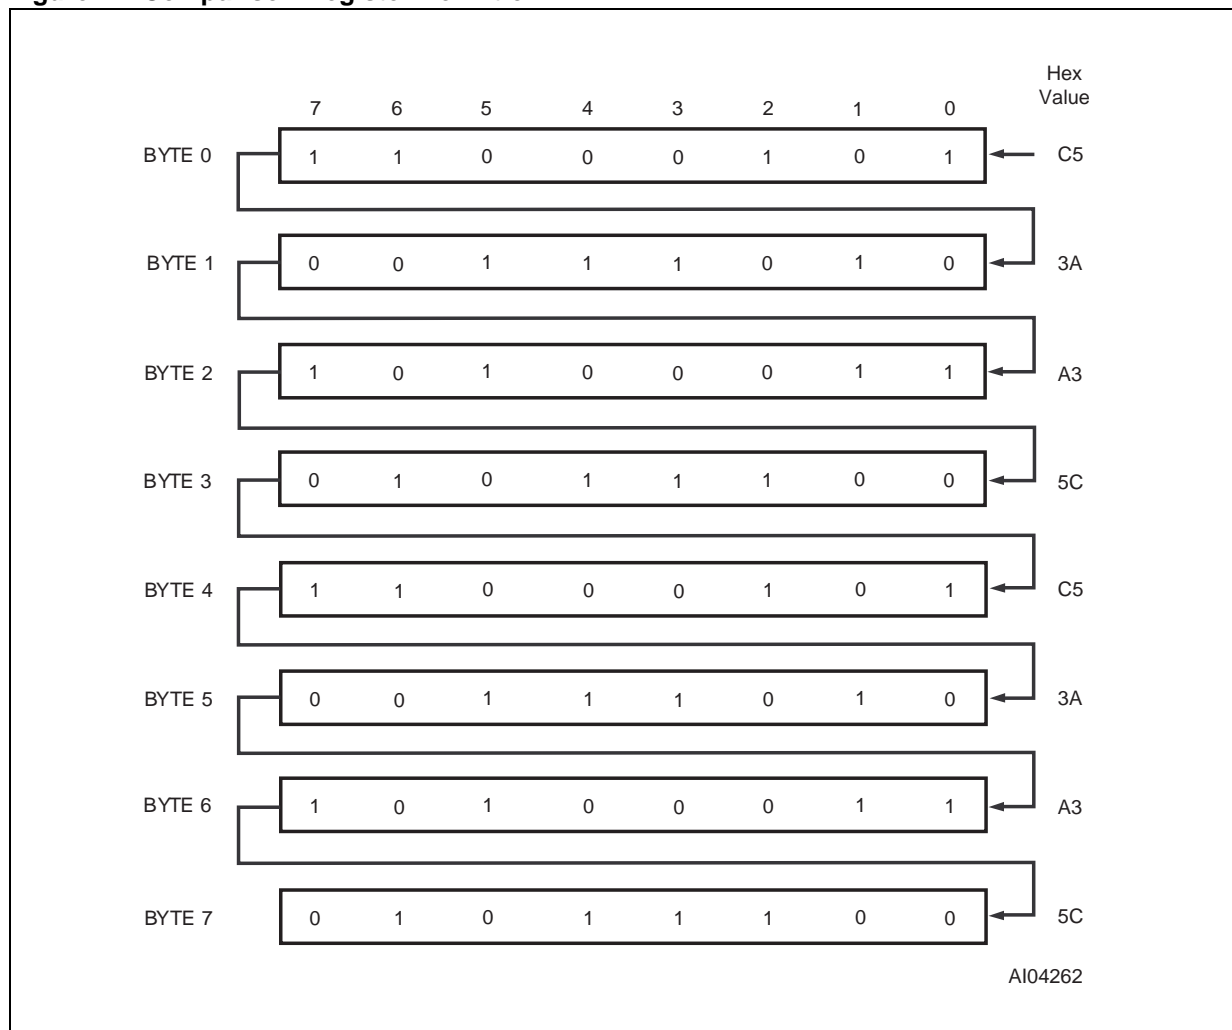 Hex
Value
7 6 5 4 3 2 1 0
BYTE 0 1 1 0 0 0 1 0 1 C5
BYTE 1 0 0 1 1 1 0 1 0 3A
BYTE 2 1 0 1 0 0 0 1 1 A3
BYTE 3 0 1 0 1 1 1 0 0 5C
BYTE 4 1 1 0 0 0 1 0 1 C5
BYTE 5 0 0 1 1 1 0 1 0 3A
BYTE 6 1 0 1 0 0 0 1 1 A3
BYTE 7 0 1 0 1 1 1 0 0 5C
AI04262